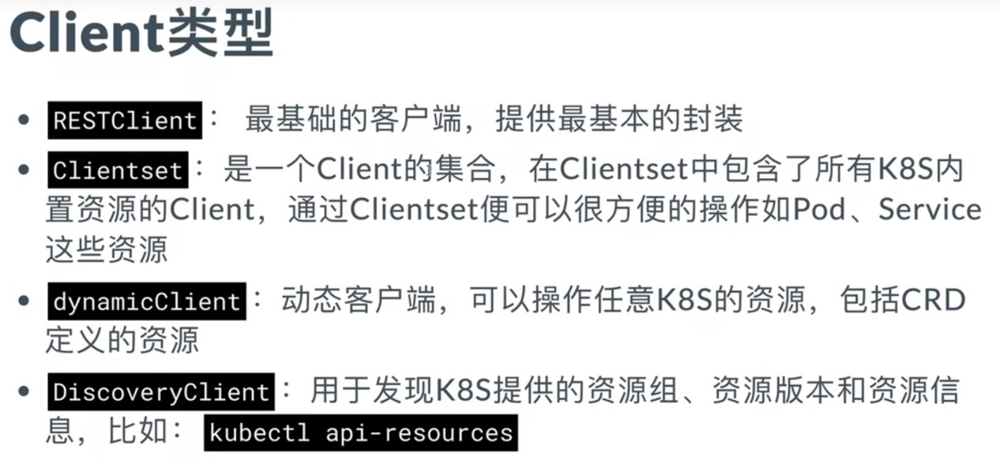 Client类型
• RESTClient： 最基础的客户端，提供最基本的封装
• Clientset：是一个Client的集合，在Clientset中包含了所有K8S内
置资源的Client，通过Clientset便可以很方便的操作如Pod、Service
这些资源
• dynamicClient：动态客户端，可以操作任意K8S的资源，包括CRD
定义的资源
• DiscoveryClient：用于发现K8S提供的资源组、资源版本和资源信
息，比如： kubectl api-resources